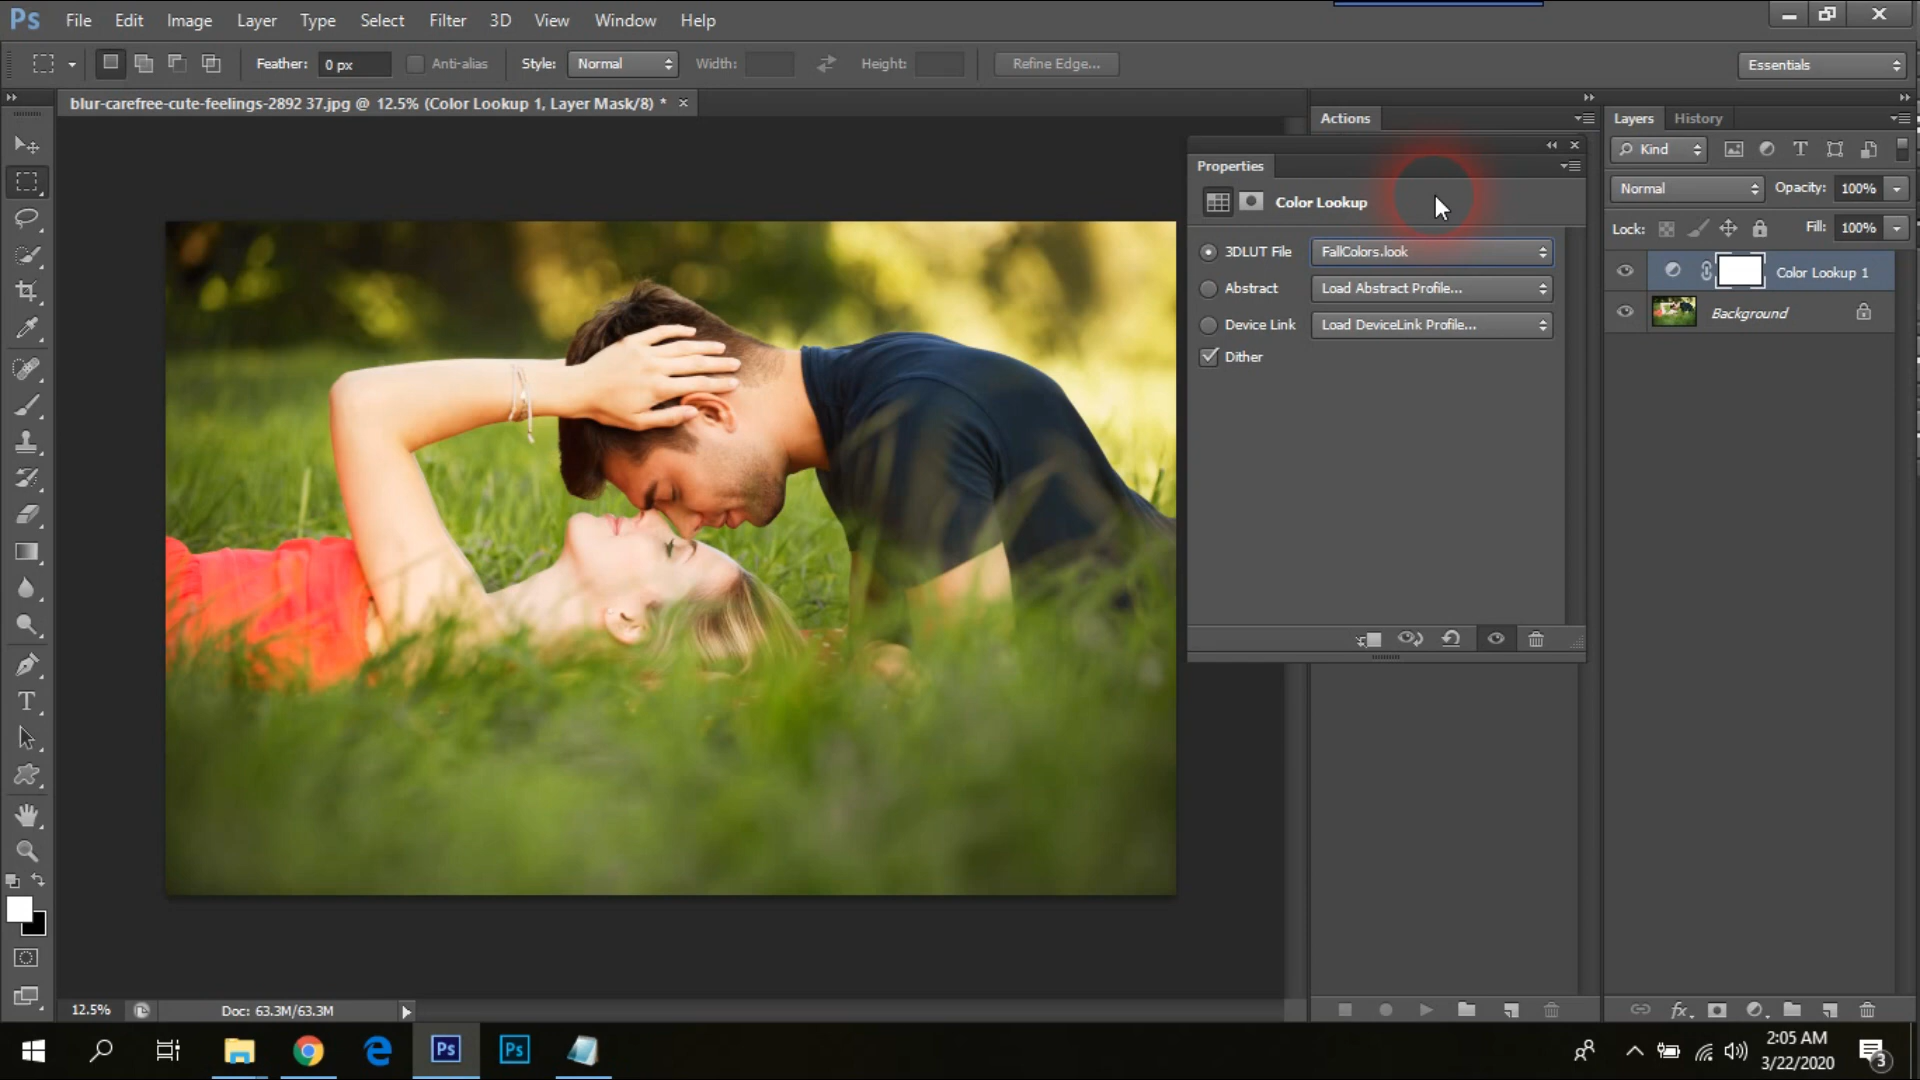 Ps File Edit Image Layer Type Select Filter 3D View Window Help
Feather: 0 px Anti-alias Style: Normal Width: Height: Refine Edge... Essentials
blur-carefree-cute-feelings-2892 37.jpg @ 12.5% (Color Lookup 1, Layer Mask/8) *
Actions
Layers History
Properties
Kind
Color Lookup
Normal Opacity: 100%
Lock: Fill: 100%
3DLUT File FallColors.look
Abstract Load Abstract Profile...
Device Link Load DeviceLink Profile...
Dither
Color Lookup 1
Background
12.5% Doc: 63.3M/63.3M
fx
Ps Ps
2:05 AM
3/22/2020
3